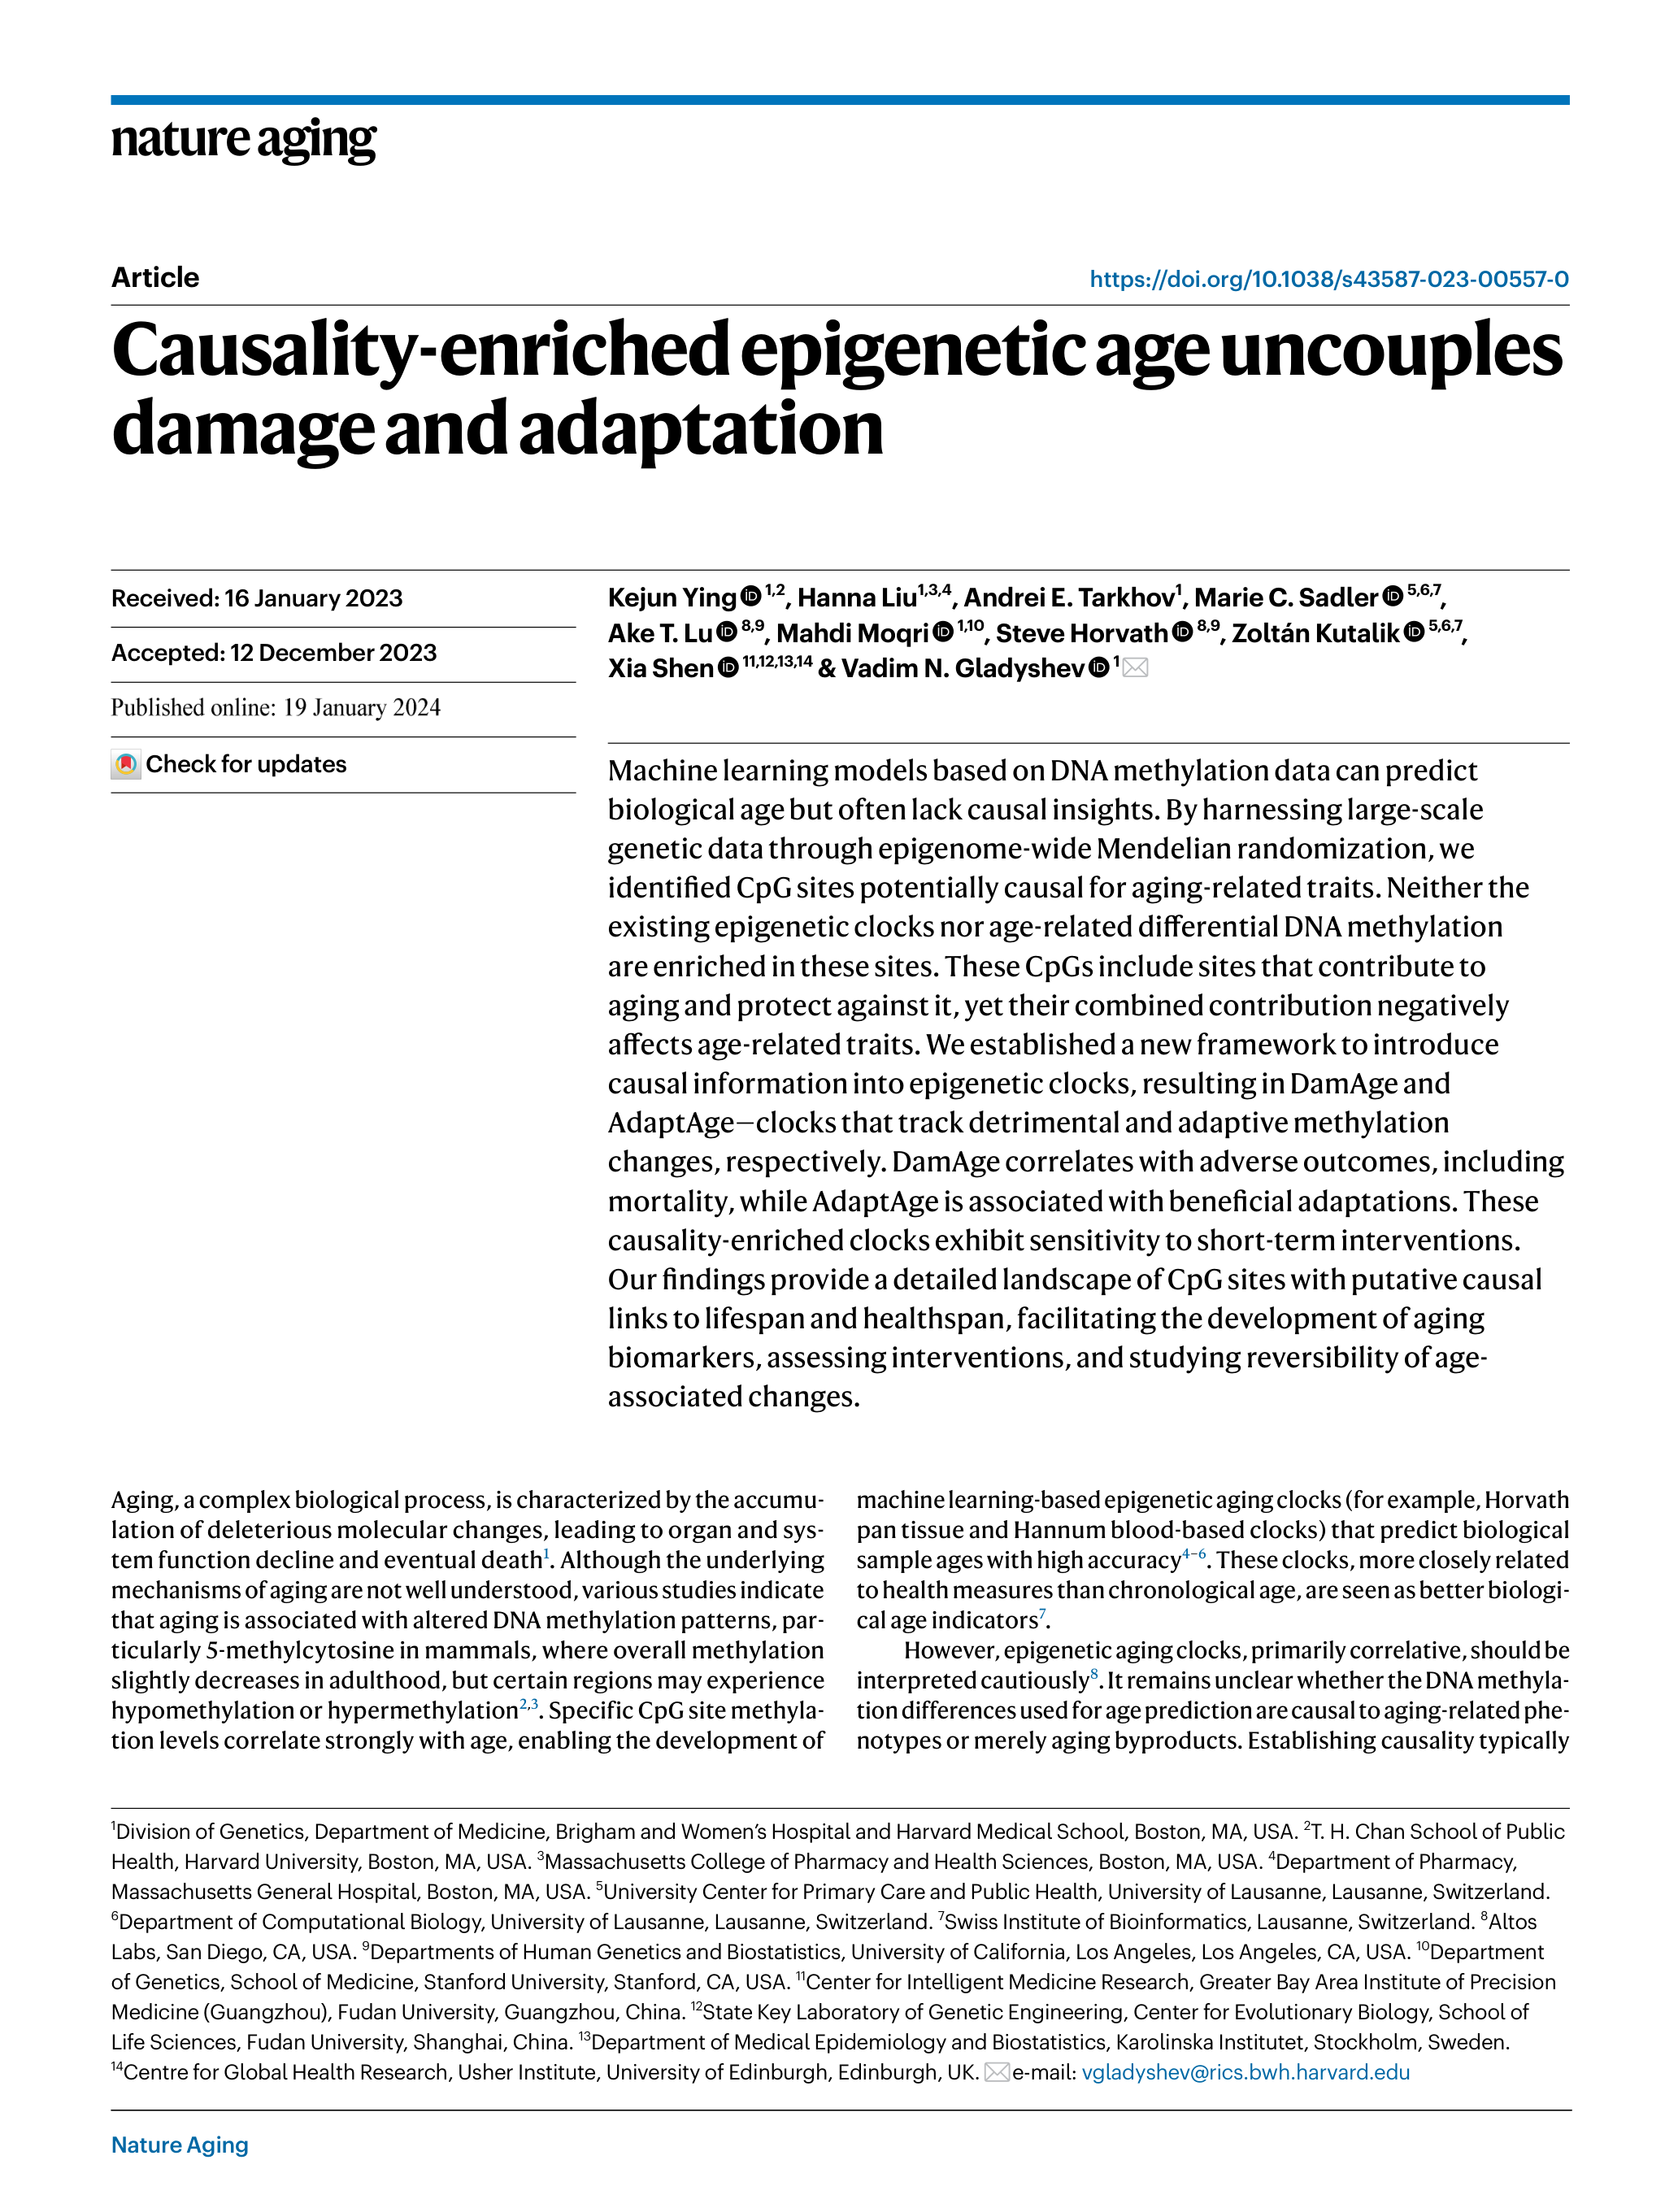 nature aging
Article
https://doi.org/10.1038/s43587-023-00557-0
Causality-enriched epigenetic age uncouples
damage and adaptation
Received: 16 January 2023
Accepted: 12 December 2023
Published online: 19 January 2024
Check for updates
Kejun Ying 1,2, Hanna Liu1,3,4, Andrei E. Tarkhov1, Marie C. Sadler 5,6,7,
Ake T. Lu 8,9, Mahdi Moqri 1,10, Steve Horvath 8,9, Zoltán Kutalik 5,6,7,
Xia Shen 11,12,13,14 & Vadim N. Gladyshev 1
Machine learning models based on DNA methylation data can predict
biological age but often lack causal insights. By harnessing large-scale
genetic data through epigenome-wide Mendelian randomization, we
identified CpG sites potentially causal for aging-related traits. Neither the
existing epigenetic clocks nor age-related differential DNA methylation
are enriched in these sites. These CpGs include sites that contribute to
aging and protect against it, yet their combined contribution negatively
affects age-related traits. We established a new framework to introduce
causal information into epigenetic clocks, resulting in DamAge and
AdaptAge—clocks that track detrimental and adaptive methylation
changes, respectively. DamAge correlates with adverse outcomes, including
mortality, while AdaptAge is associated with beneficial adaptations. These
causality-enriched clocks exhibit sensitivity to short-term interventions.
Our findings provide a detailed landscape of CpG sites with putative causal
links to lifespan and healthspan, facilitating the development of aging
biomarkers, assessing interventions, and studying reversibility of age-
associated changes.
Aging, a complex biological process, is characterized by the accumu-
lation of deleterious molecular changes, leading to organ and sys-
tem function decline and eventual death1. Although the underlying
mechanisms of aging are not well understood, various studies indicate
that aging is associated with altered DNA methylation patterns, par-
ticularly 5-methylcytosine in mammals, where overall methylation
slightly decreases in adulthood, but certain regions may experience
hypomethylation or hypermethylation2,3. Specific CpG site methyla-
tion levels correlate strongly with age, enabling the development of
machine learning-based epigenetic aging clocks (for example, Horvath
pan tissue and Hannum blood-based clocks) that predict biological
sample ages with high accuracy4–6. These clocks, more closely related
to health measures than chronological age, are seen as better biologi-
cal age indicators7.
However, epigenetic aging clocks, primarily correlative, should be
interpreted cautiously8. It remains unclear whether the DNA methyla-
tion differences used for age prediction are causal to aging-related phe-
notypes or merely aging byproducts. Establishing causality typically
1Division of Genetics, Department of Medicine, Brigham and Women's Hospital and Harvard Medical School, Boston, MA, USA. 2T. H. Chan School of Public
Health, Harvard University, Boston, MA, USA. 3Massachusetts College of Pharmacy and Health Sciences, Boston, MA, USA. 4Department of Pharmacy,
Massachusetts General Hospital, Boston, MA, USA. 5University Center for Primary Care and Public Health, University of Lausanne, Lausanne, Switzerland.
6Department of Computational Biology, University of Lausanne, Lausanne, Switzerland. 7Swiss Institute of Bioinformatics, Lausanne, Switzerland. 8Altos
Labs, San Diego, CA, USA. 9Departments of Human Genetics and Biostatistics, University of California, Los Angeles, Los Angeles, CA, USA. 10Department
of Genetics, School of Medicine, Stanford University, Stanford, CA, USA. 11Center for Intelligent Medicine Research, Greater Bay Area Institute of Precision
Medicine (Guangzhou), Fudan University, Guangzhou, China. 12State Key Laboratory of Genetic Engineering, Center for Evolutionary Biology, School of
Life Sciences, Fudan University, Shanghai, China. 13Department of Medical Epidemiology and Biostatistics, Karolinska Institutet, Stockholm, Sweden.
14Centre for Global Health Research, Usher Institute, University of Edinburgh, Edinburgh, UK. e-mail: vgladyshev@rics.bwh.harvard.edu
Nature Aging